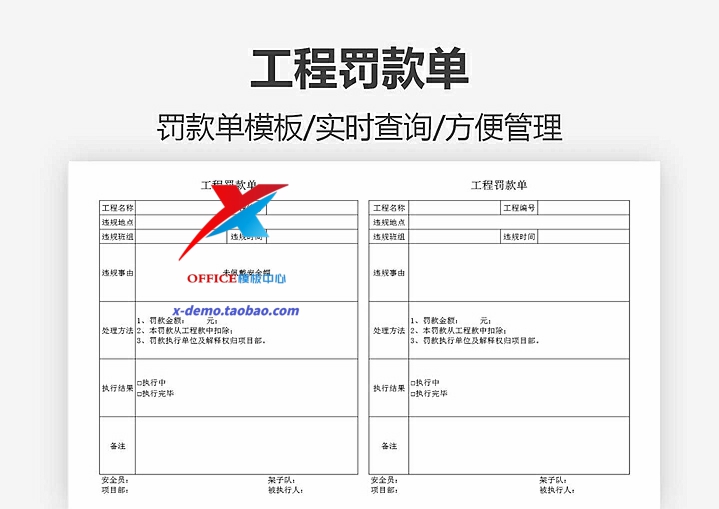 工程罚款单
罚款单模板/实时查询/方便管理
工程罚款单
工程名称
违规地点
违规班组 违规时间
违规事由 未佩戴安全帽
OFFICE模板中心
x-demo.taobao.com
处理方法
1、罚款金额： 元；
2、本罚款从工程款中扣除；
3、罚款执行单位及解释权归项目部。
执行结果
□执行中
□执行完毕
备注
安全员： 架子队：
项目部： 被执行人：
工程罚款单
工程名称 工程编号
违规地点
违规班组 违规时间
违规事由
处理方法
1、罚款金额： 元；
2、本罚款从工程款中扣除；
3、罚款执行单位及解释权归项目部。
执行结果
□执行中
□执行完毕
备注
安全员： 架子队：
项目部： 被执行人：